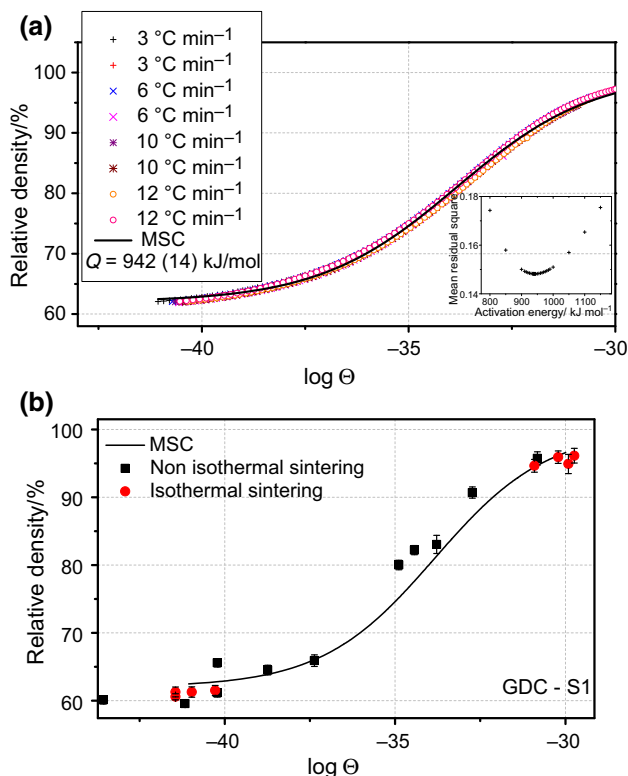 (a)
3 °C min⁻¹
3 °C min⁻¹
6 °C min⁻¹
6 °C min⁻¹
10 °C min⁻¹
10 °C min⁻¹
12 °C min⁻¹
12 °C min⁻¹
MSC
Q = 942 (14) kJ/mol
Relative density/%
100
90
80
70
60
−40
−35
−30
log Θ
Mean residual square
0.18
0.16
0.14
800
900
1000
1100
Activation energy/ kJ mol⁻¹
(b)
MSC
Non isothermal sintering
Isothermal sintering
Relative density/%
100
90
80
70
60
GDC - S1
−40
−35
−30
log Θ